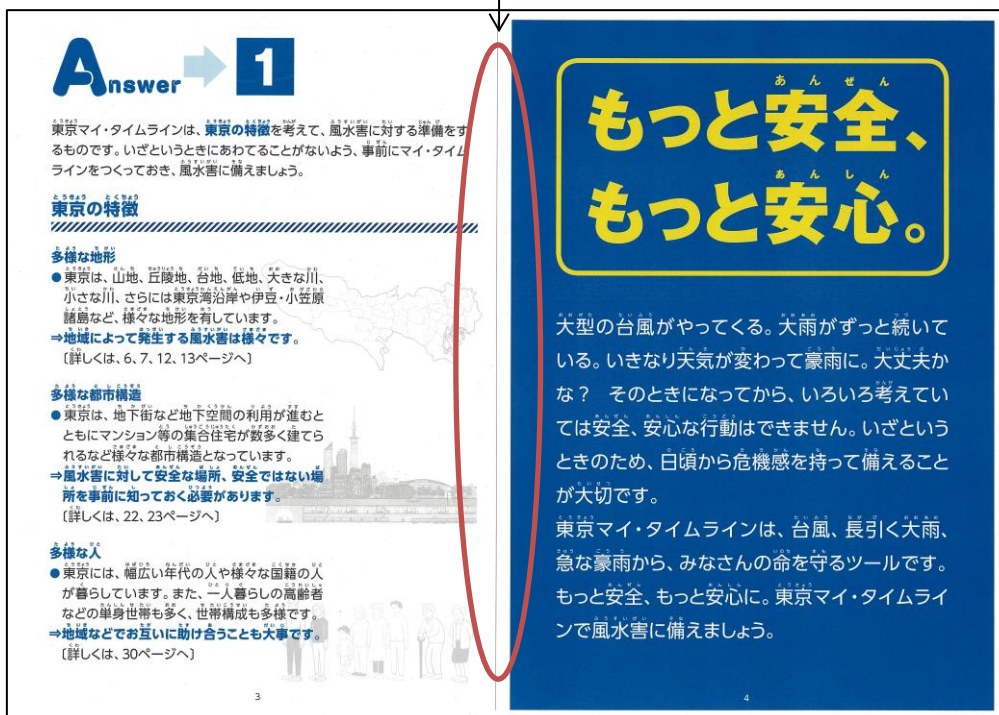 Answer 1
東京マイ・タイムラインは、東京の特徴を考えて、風水害に対する準備をす
るものです。いざというときにあわてることがないよう、事前にマイ・タイム
ラインをつくっておき、風水害に備えましょう。
東京の特徴
多様な地形
●東京は、山地、丘陵地、台地、低地、大きな川、
小さな川、さらには東京湾沿岸や伊豆・小笠原
諸島など、様々な地形を有しています。
⇒地域によって発生する風水害は様々です。
〔詳しくは、6、7、12、13ページへ〕
多様な都市構造
●東京は、地下街など地下空間の利用が進むと
ともにマンション等の集合住宅が数多く建てら
れるなど様々な都市構造となっています。
⇒風水害に対して安全な場所、安全ではない場
所を事前に知っておく必要があります。
〔詳しくは、22、23ページへ〕
多様な人
●東京には、幅広い年代の人や様々な国籍の人
が暮らしています。また、一人暮らしの高齢者
などの単身世帯も多く、世帯構成も多様です。
⇒地域などでお互いに助け合うことも大事です。
〔詳しくは、30ページへ〕
3
もっと安全、
もっと安心。
大型の台風がやってくる。大雨がずっと続いて
いる。いきなり天気が変わって豪雨に。大丈夫か
な？ そのときになってから、いろいろ考えてい
ては安全、安心な行動はできません。いざという
ときのため、日頃から危機感を持って備えること
が大切です。
東京マイ・タイムラインは、台風、長引く大雨、
急な豪雨から、みなさんの命を守るツールです。
もっと安全、もっと安心に。東京マイ・タイムライ
ンで風水害に備えましょう。
4